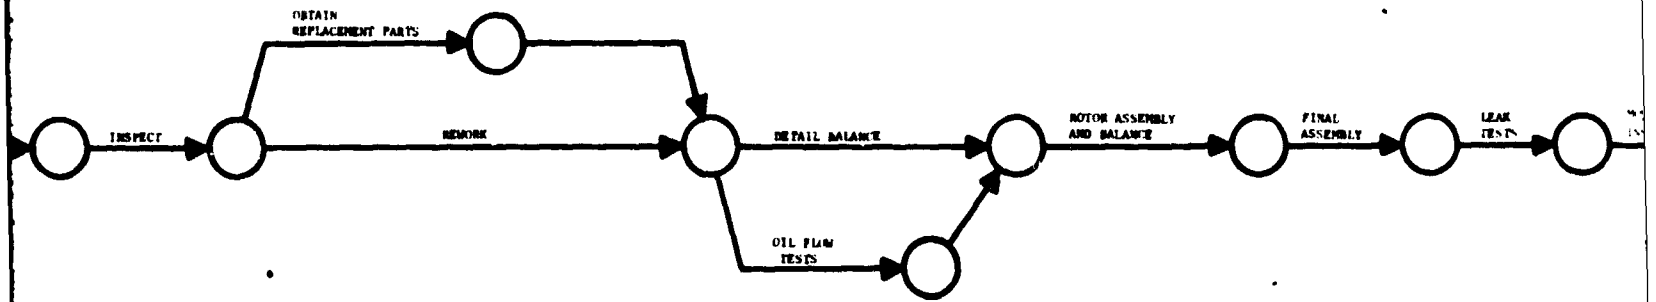 OBTAIN
REPLACEMENT PARTS
INSPECT
REWORK
DETAIL BALANCE
OIL FLOW
TESTS
ROTOR ASSEMBLY
AND BALANCE
FINAL
ASSEMBLY
LEAK
TESTS